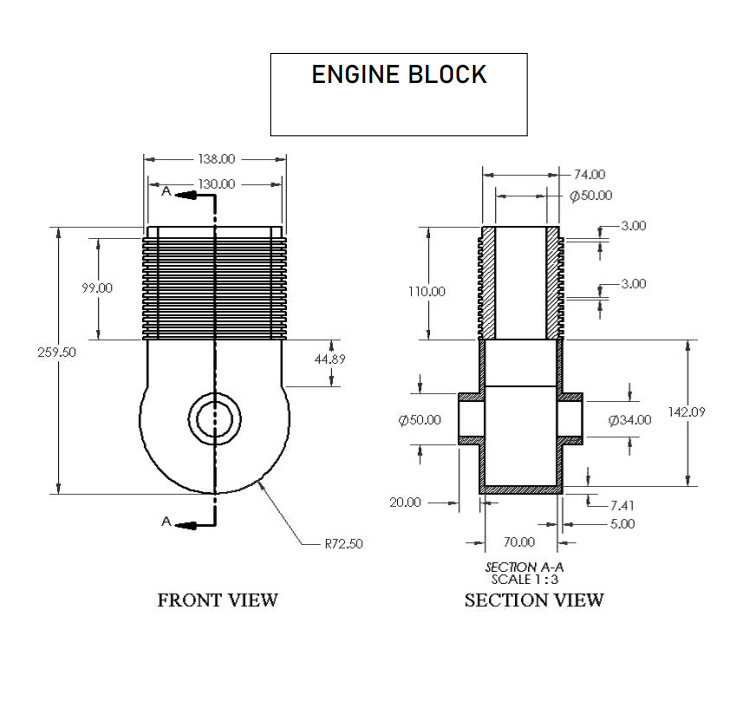 ENGINE BLOCK
138.00
130.00
A
99.00
259.50
44.89
A
R72.50
FRONT VIEW
74.00
⌀50.00
3.00
3.00
110.00
142.09
⌀50.00
⌀34.00
20.00
7.41
5.00
70.00
SECTION A-A
SCALE 1 : 3
SECTION VIEW